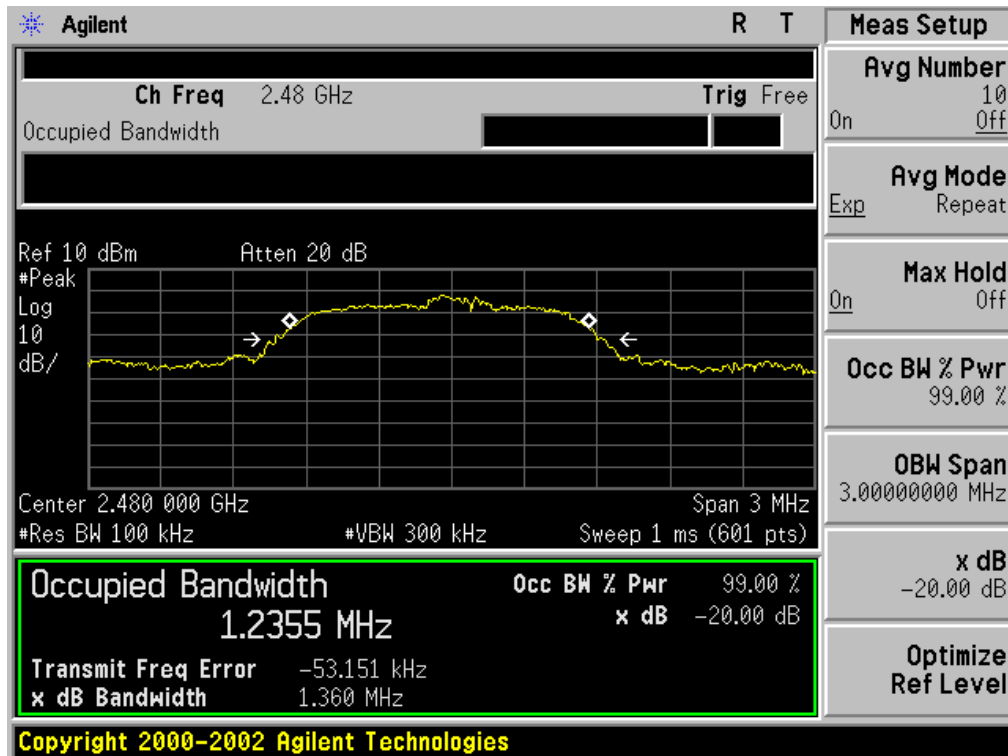 Agilent R T
Ch Freq 2.48 GHz Trig Free
Occupied Bandwidth
Ref 10 dBm Atten 20 dB
#Peak
Log
10
dB/
Center 2.480 000 GHz Span 3 MHz
#Res BW 100 kHz #VBW 300 kHz Sweep 1 ms (601 pts)
Occupied Bandwidth Occ BW % Pwr 99.00 %
1.2355 MHz x dB -20.00 dB
Transmit Freq Error -53.151 kHz
x dB Bandwidth 1.360 MHz
Copyright 2000-2002 Agilent Technologies
Meas Setup
Avg Number
10
On Off
Avg Mode
Exp Repeat
Max Hold
On Off
Occ BW % Pwr
99.00 %
OBW Span
3.00000000 MHz
x dB
-20.00 dB
Optimize
Ref Level